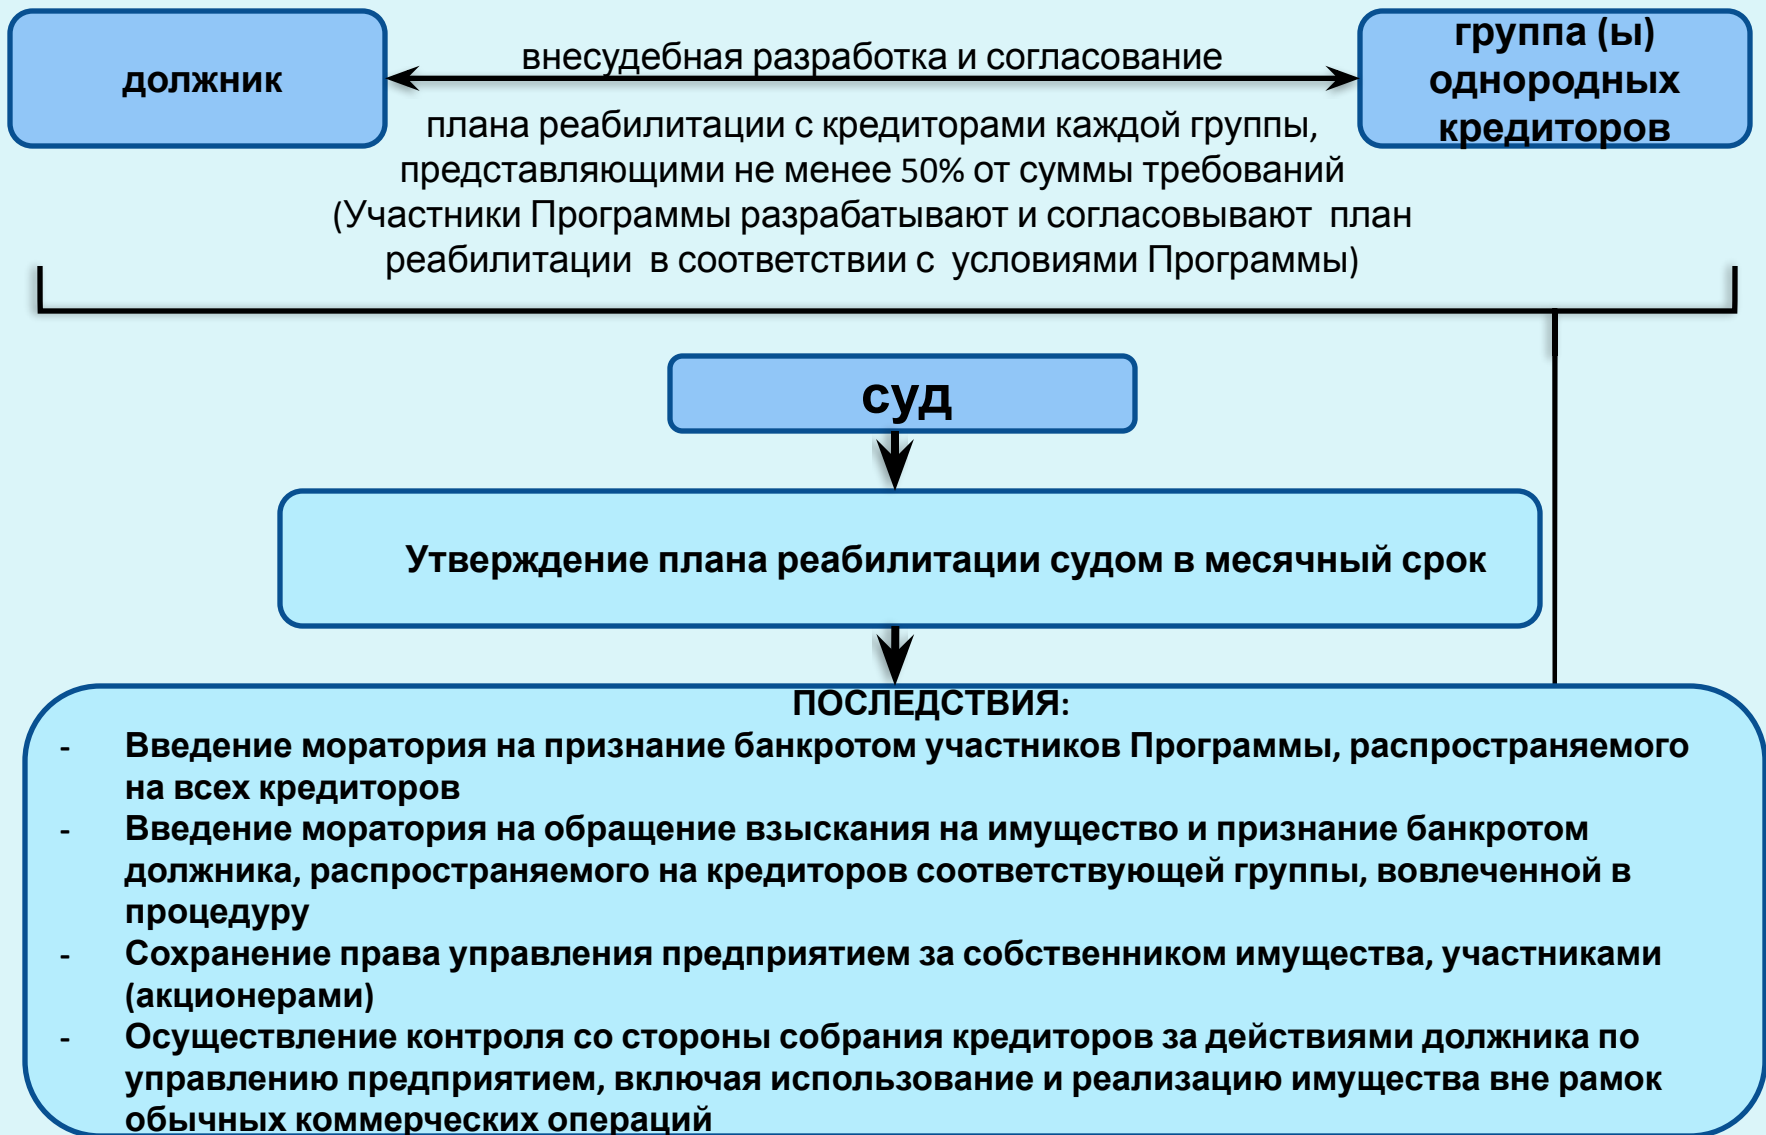 должник
внесудебная разработка и согласование
группа (ы)
однородных
кредиторов
плана реабилитации с кредиторами каждой группы,
представляющими не менее 50% от суммы требований
(Участники Программы разрабатывают и согласовывают план
реабилитации в соответствии с условиями Программы)
суд
Утверждение плана реабилитации судом в месячный срок
ПОСЛЕДСТВИЯ:
- Введение моратория на признание банкротом участников Программы, распространяемого
на всех кредиторов
- Введение моратория на обращение взыскания на имущество и признание банкротом
должника, распространяемого на кредиторов соответствующей группы, вовлеченной в
процедуру
- Сохранение права управления предприятием за собственником имущества, участниками
(акционерами)
- Осуществление контроля со стороны собрания кредиторов за действиями должника по
управлению предприятием, включая использование и реализацию имущества вне рамок
обычных коммерческих операций